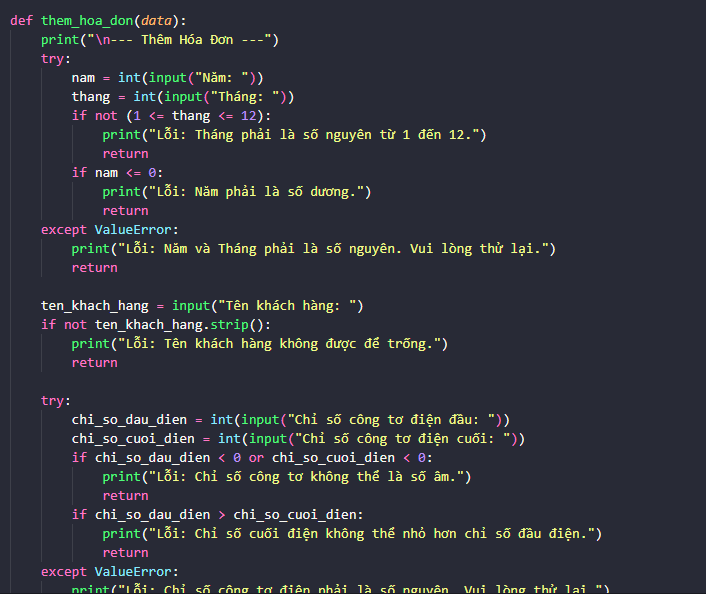 def them_hoa_don(data):
    print("\n--- Thêm Hóa Đơn ---")
    try:
        nam = int(input("Năm: "))
        thang = int(input("Tháng: "))
        if not (1 <= thang <= 12):
            print("Lỗi: Tháng phải là số nguyên từ 1 đến 12.")
            return
        if nam <= 0:
            print("Lỗi: Năm phải là số dương.")
            return
    except ValueError:
        print("Lỗi: Năm và Tháng phải là số nguyên. Vui lòng thử lại.")
        return
    ten_khach_hang = input("Tên khách hàng: ")
    if not ten_khach_hang.strip():
        print("Lỗi: Tên khách hàng không được để trống.")
        return
    try:
        chi_so_dau_dien = int(input("Chỉ số công tơ điện đầu: "))
        chi_so_cuoi_dien = int(input("Chỉ số công tơ điện cuối: "))
        if chi_so_dau_dien < 0 or chi_so_cuoi_dien < 0:
            print("Lỗi: Chỉ số công tơ không thể là số âm.")
            return
        if chi_so_dau_dien > chi_so_cuoi_dien:
            print("Lỗi: Chỉ số cuối điện không thể nhỏ hơn chỉ số đầu điện.")
            return
    except ValueError:
        print("Lỗi: Chỉ số công tơ điện phải là số nguyên. Vui lòng thử lại.")